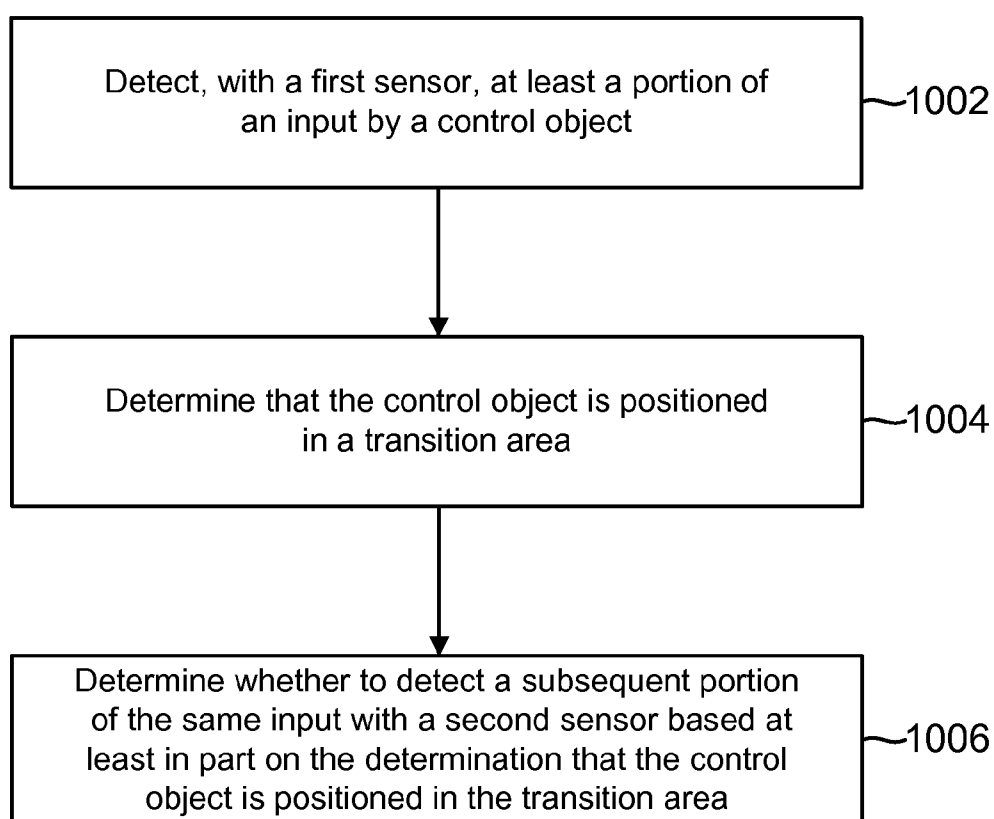 Detect, with a first sensor, at least a portion of
an input by a control object
1002
Determine that the control object is positioned
in a transition area
1004
Determine whether to detect a subsequent portion
of the same input with a second sensor based at
least in part on the determination that the control
object is positioned in the transition area
1006